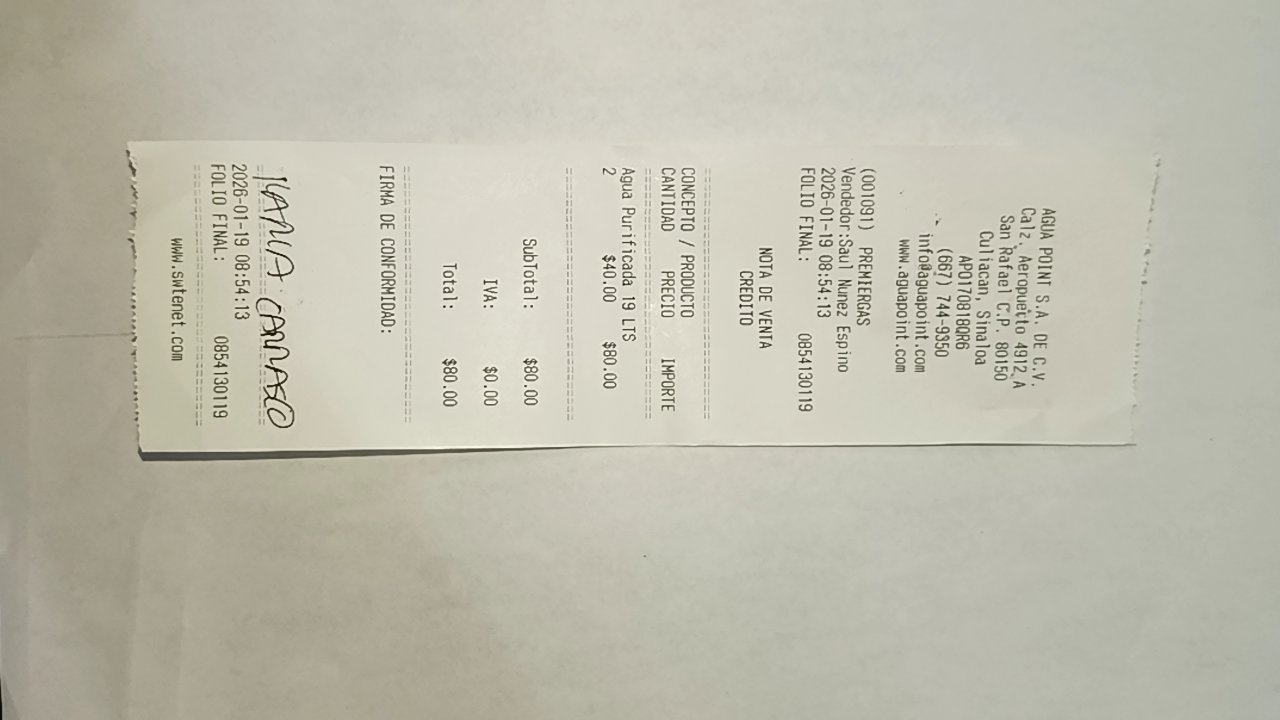 AGUA POINT S.A. DE C.V.
Calz. Aeropuerto 4912 A
San Rafael C.P. 80150
Culiacan, Sinaloa
APO170818QR6
(667) 744-9350
info@aguapoint.com
www.aguapoint.com
(001091) PREMIERGAS
Vendedor:Saul Nunez Espino
2026-01-19 08:54:13
FOLIO FINAL: 0854130119
NOTA DE VENTA
CREDITO
CONCEPTO / PRODUCTO
CANTIDAD PRECIO IMPORTE
Agua Purificada 19 LTS
2 $40.00 $80.00
SubTotal: $80.00
IVA: $0.00
Total: $80.00
FIRMA DE CONFORMIDAD:
2026-01-19 08:54:13
FOLIO FINAL: 0854130119
www.swtenet.com